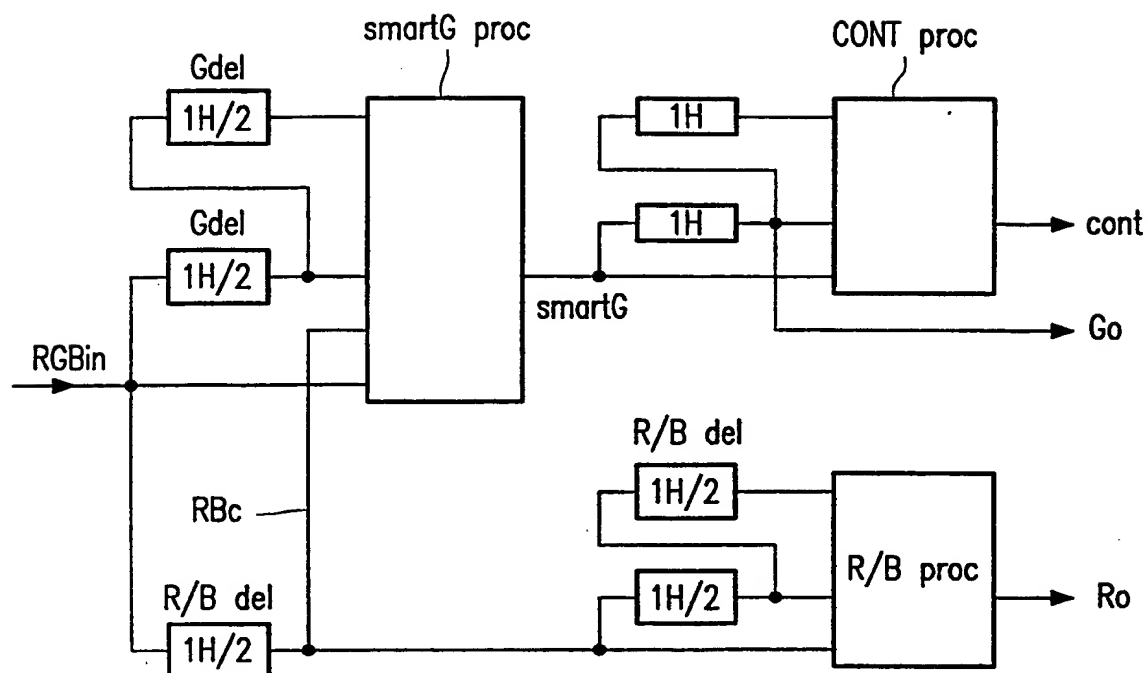 smartG proc
CONT proc
Gdel
1H/2
1H
Gdel
1H/2
1H
cont
smartG
Go
RGBin
R/B del
1H/2
RBc
R/B proc
1H/2
Ro
R/B del
1H/2